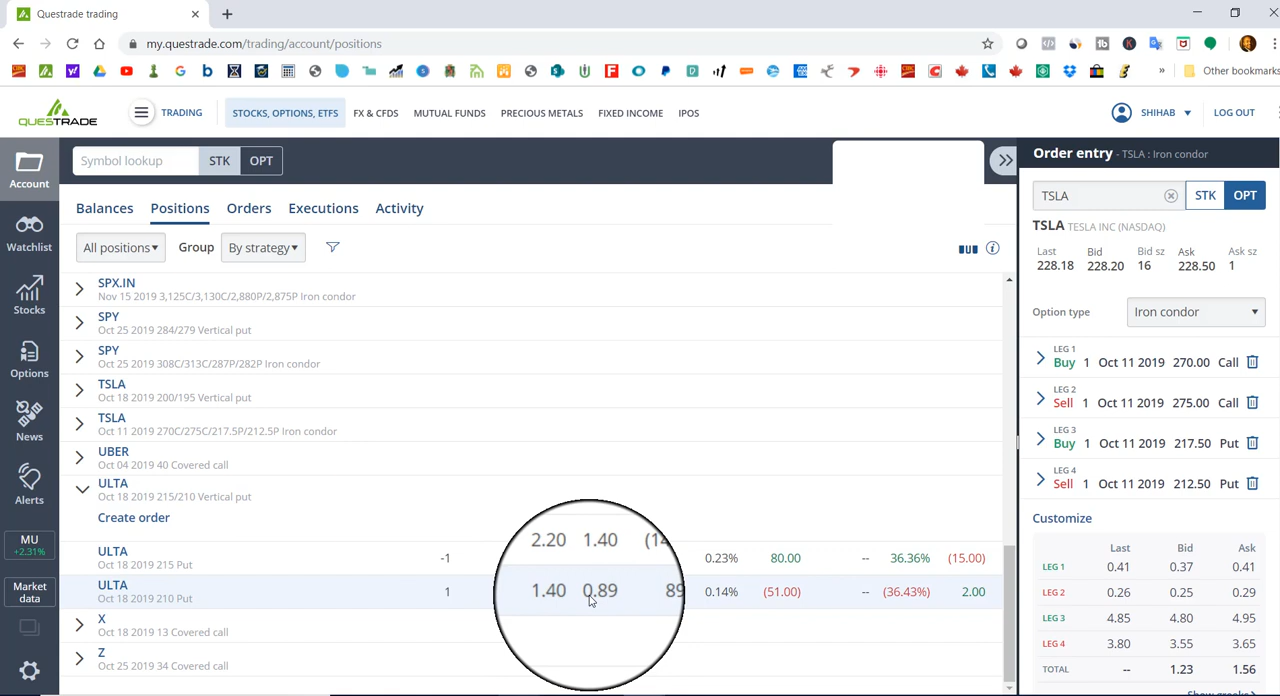 Questrade trading
my.questrade.com/trading/account/positions
Other bookmarks
QUESTRADE
TRADING
STOCKS, OPTIONS, ETFS
FX & CFDS
MUTUAL FUNDS
PRECIOUS METALS
FIXED INCOME
IPOS
SHIHAB
LOG OUT
Account
Watchlist
Stocks
Options
News
Alerts
MU
+2.31%
Market
data
Symbol lookup
STK
OPT
Balances
Positions
Orders
Executions
Activity
All positions
Group
By strategy
SPX.IN
Nov 15 2019 3,125C/3,130C/2,880P/2,875P Iron condor
SPY
Oct 25 2019 284/279 Vertical put
SPY
Oct 25 2019 308C/313C/287P/282P Iron condor
TSLA
Oct 18 2019 200/195 Vertical put
TSLA
Oct 11 2019 270C/275C/217.5P/212.5P Iron condor
UBER
Oct 04 2019 40 Covered call
ULTA
Oct 18 2019 215/210 Vertical put
Create order
ULTA
Oct 18 2019 215 Put
-1 2.20 1.40 (14 0.23% 80.00 -- 36.36% (15.00)
ULTA
Oct 18 2019 210 Put
1 1.40 0.89 89 0.14% (51.00) -- (36.43%) 2.00
X
Oct 18 2019 13 Covered call
Z
Oct 25 2019 34 Covered call
Order entry - TSLA : Iron condor
TSLA
STK
OPT
TSLA TESLA INC (NASDAQ)
Last Bid Bid sz Ask Ask sz
228.18 228.20 16 228.50 1
Option type
Iron condor
LEG 1
Buy 1 Oct 11 2019 270.00 Call
LEG 2
Sell 1 Oct 11 2019 275.00 Call
LEG 3
Buy 1 Oct 11 2019 217.50 Put
LEG 4
Sell 1 Oct 11 2019 212.50 Put
Customize
Last Bid Ask
LEG 1 0.41 0.37 0.41
LEG 2 0.26 0.25 0.29
LEG 3 4.85 4.80 4.95
LEG 4 3.80 3.55 3.65
TOTAL -- 1.23 1.56
Show greeks